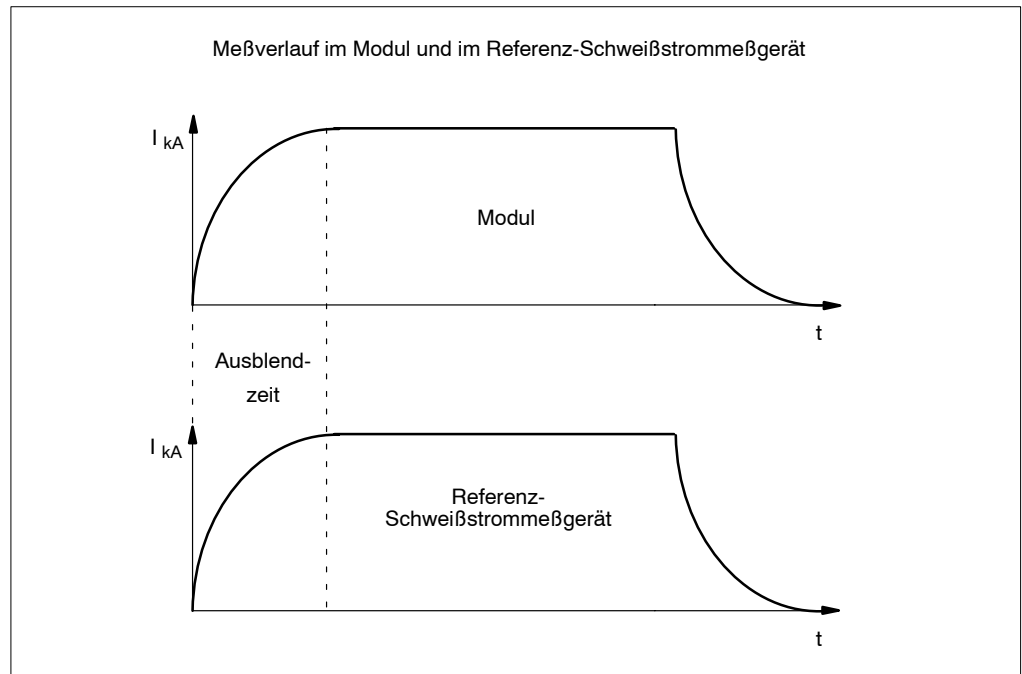 Meßverlauf im Modul und im Referenz-Schweißstrommeßgerät
I kA
Modul
t
Ausblend-
zeit
I kA
Referenz-
Schweißstrommeßgerät
t